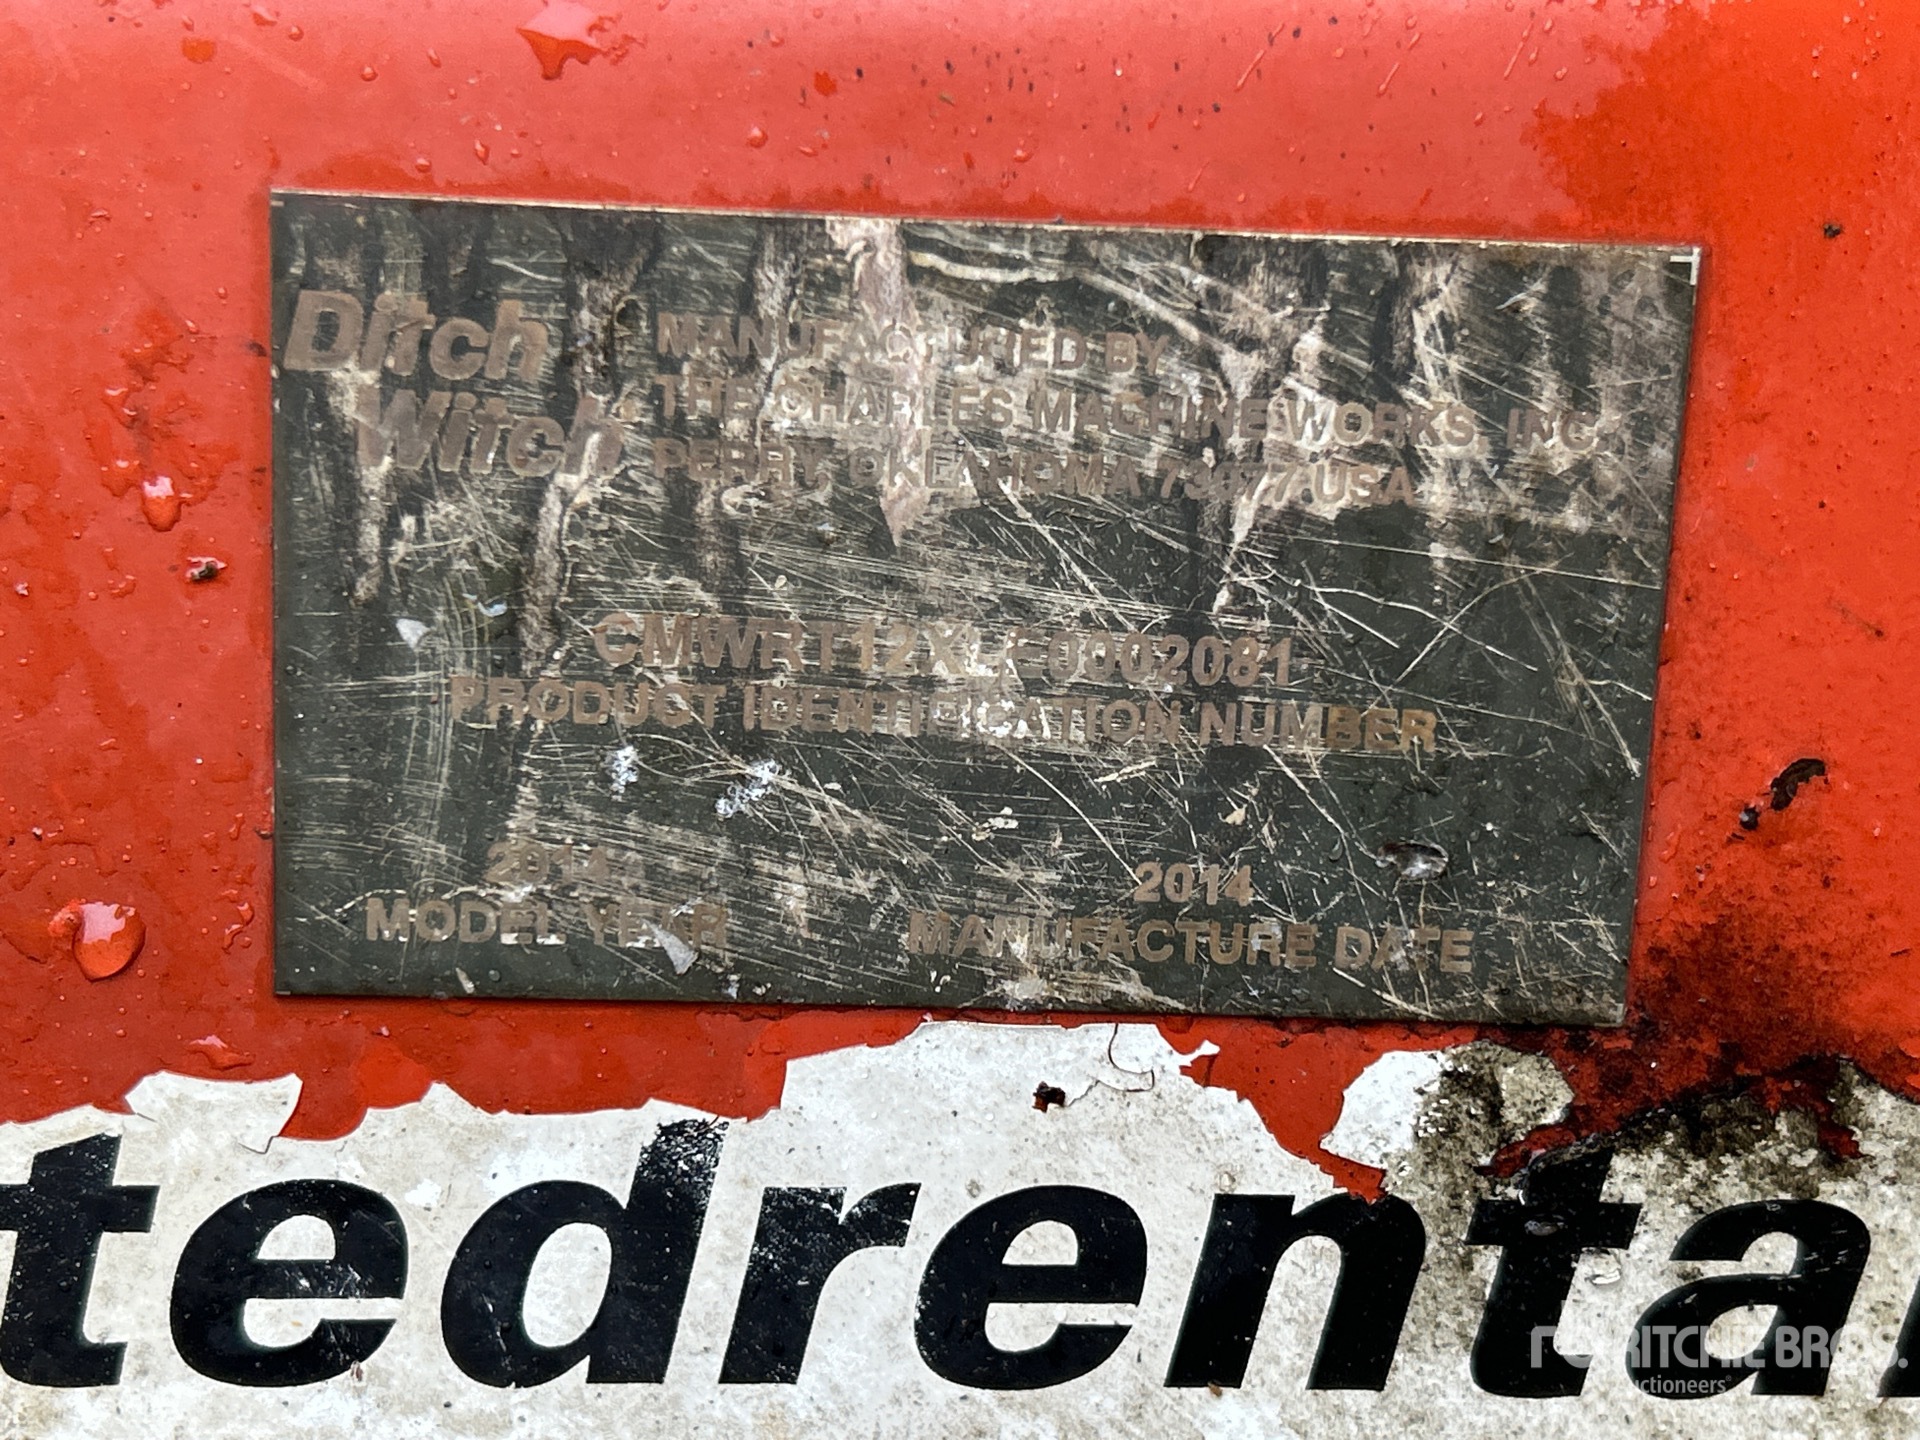 Ditch Witch
MANUFACTURED BY
THE CHARLES MACHINE WORKS, INC.
PERRY, OKLAHOMA 73077 USA
CMWRT12XLE0002081
PRODUCT IDENTIFICATION NUMBER
2014
MODEL YEAR
2014
MANUFACTURE DATE
tedrenta
RITCHIE BROS.
uctioneers®